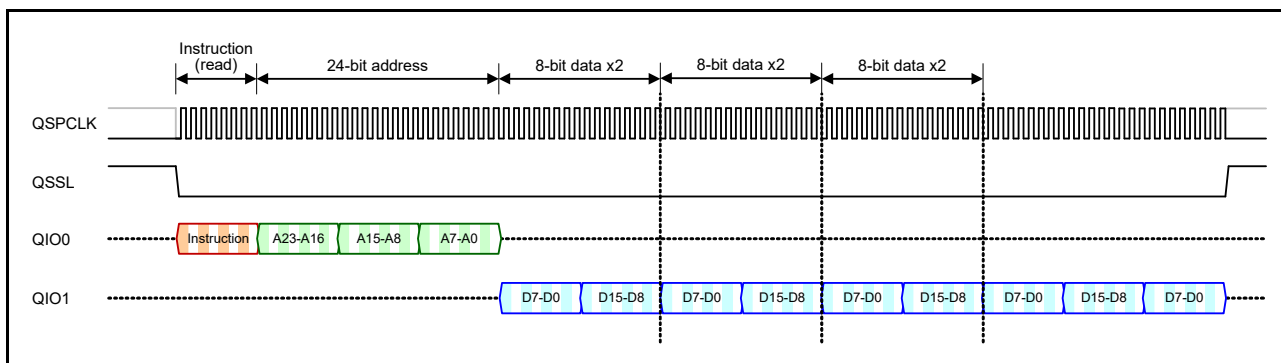 Instruction
(read)
24-bit address
8-bit data x2
8-bit data x2
8-bit data x2
QSPCLK
QSSL
QIO0
Instruction
A23-A16
A15-A8
A7-A0
QIO1
D7-D0
D15-D8
D7-D0
D15-D8
D7-D0
D15-D8
D7-D0
D15-D8
D7-D0